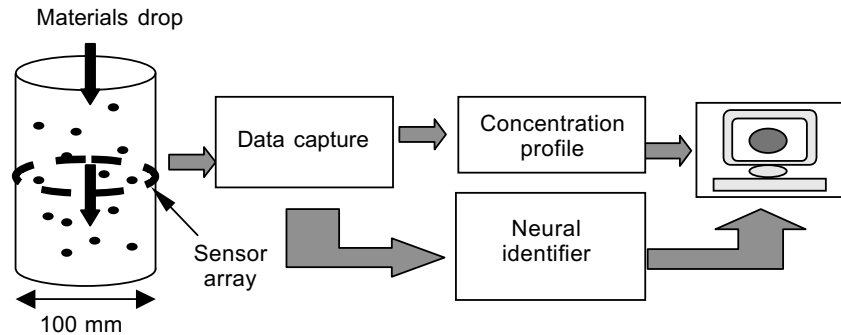 Materials drop
Data capture
Concentration
profile
Sensor
array
Neural
identifier
100 mm